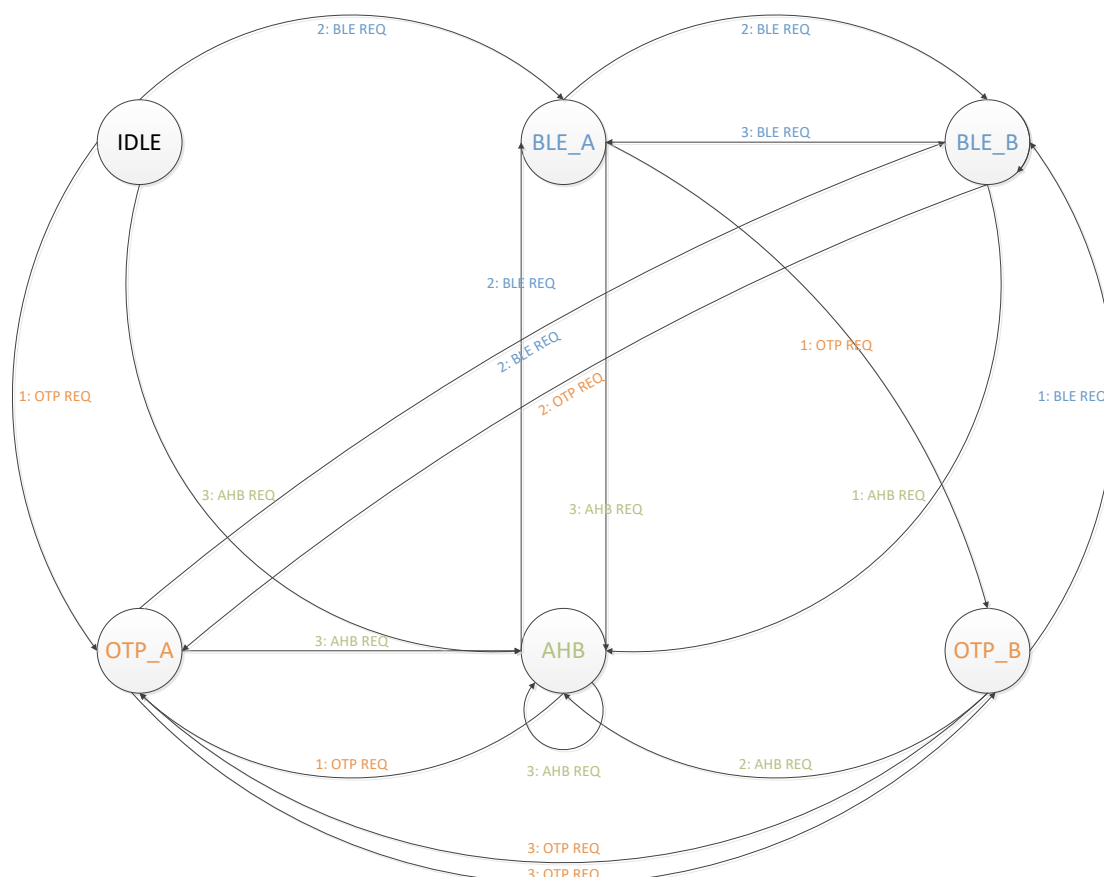 2: BLE REQ
2: BLE REQ
IDLE
BLE_A
3: BLE REQ
BLE_B
2: BLE REQ
2: BLE REQ
1: OTP REQ
2: OTP REQ
1: OTP REQ
1: BLE REQ
3: AHB REQ
3: AHB REQ
1: AHB REQ
OTP_A
3: AHB REQ
AHB
OTP_B
1: OTP REQ
3: AHB REQ
2: AHB REQ
3: OTP REQ
3: OTP REQ